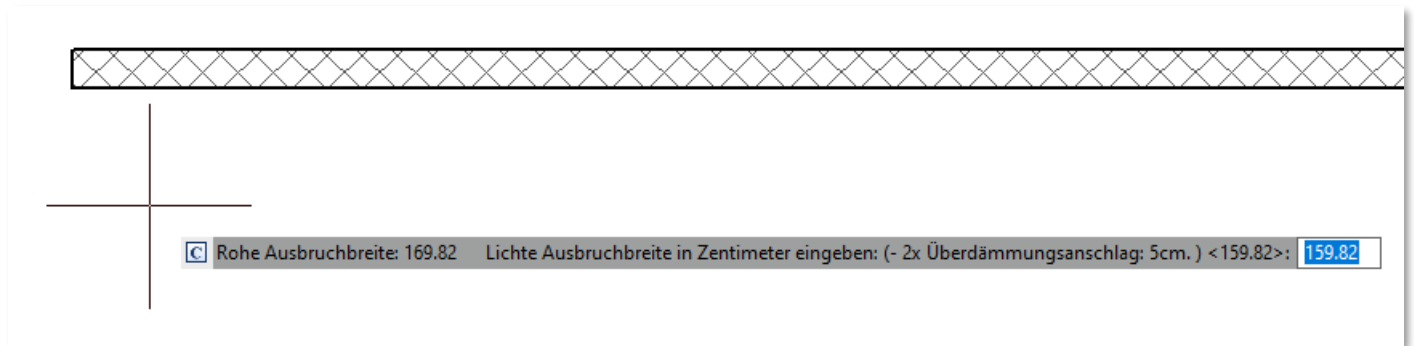 C Rohe Ausbruchbreite: 169.82 Lichte Ausbruchbreite in Zentimeter eingeben: (- 2x Überdämmungsanschlag: 5cm. ) <159.82>: 159.82